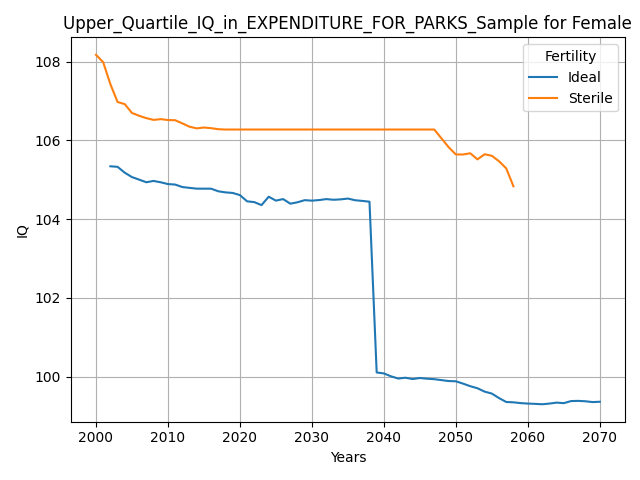 Upper_Quartile_IQ_in_EXPENDITURE_FOR_PARKS_Sample for Female
Fertility
Ideal
Sterile
108
106
104
102
100
IQ
2000 2010 2020 2030 2040 2050 2060 2070
Years